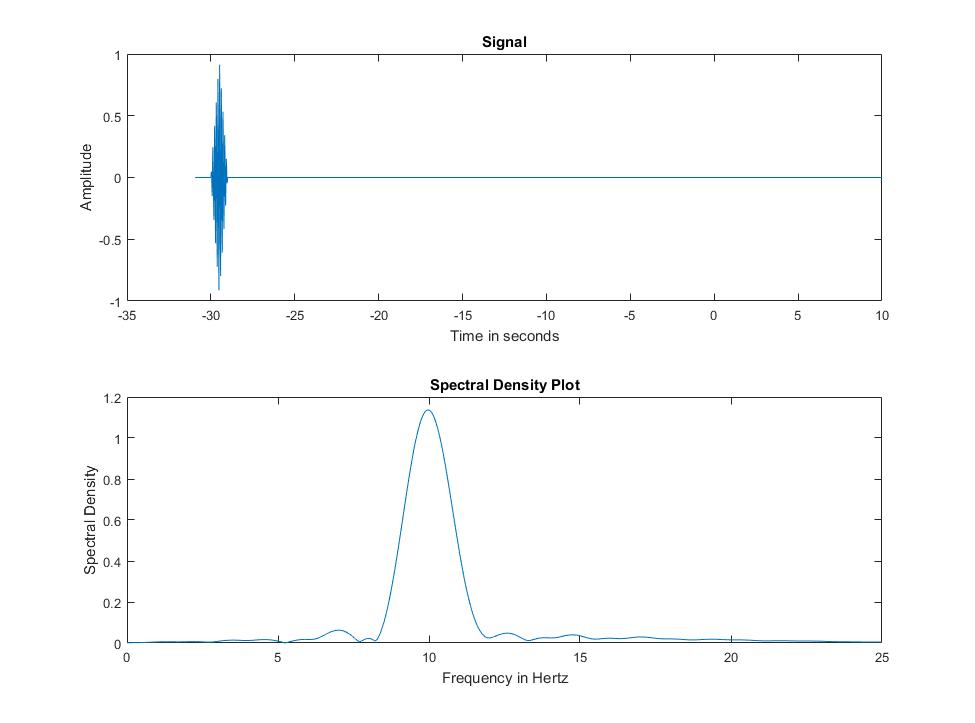 Signal
1
0.5
0
-0.5
-1
Amplitude
-35 -30 -25 -20 -15 -10 -5 0 5 10
Time in seconds
Spectral Density Plot
1.2
1
0.8
0.6
0.4
0.2
0
Spectral Density
0 5 10 15 20 25
Frequency in Hertz